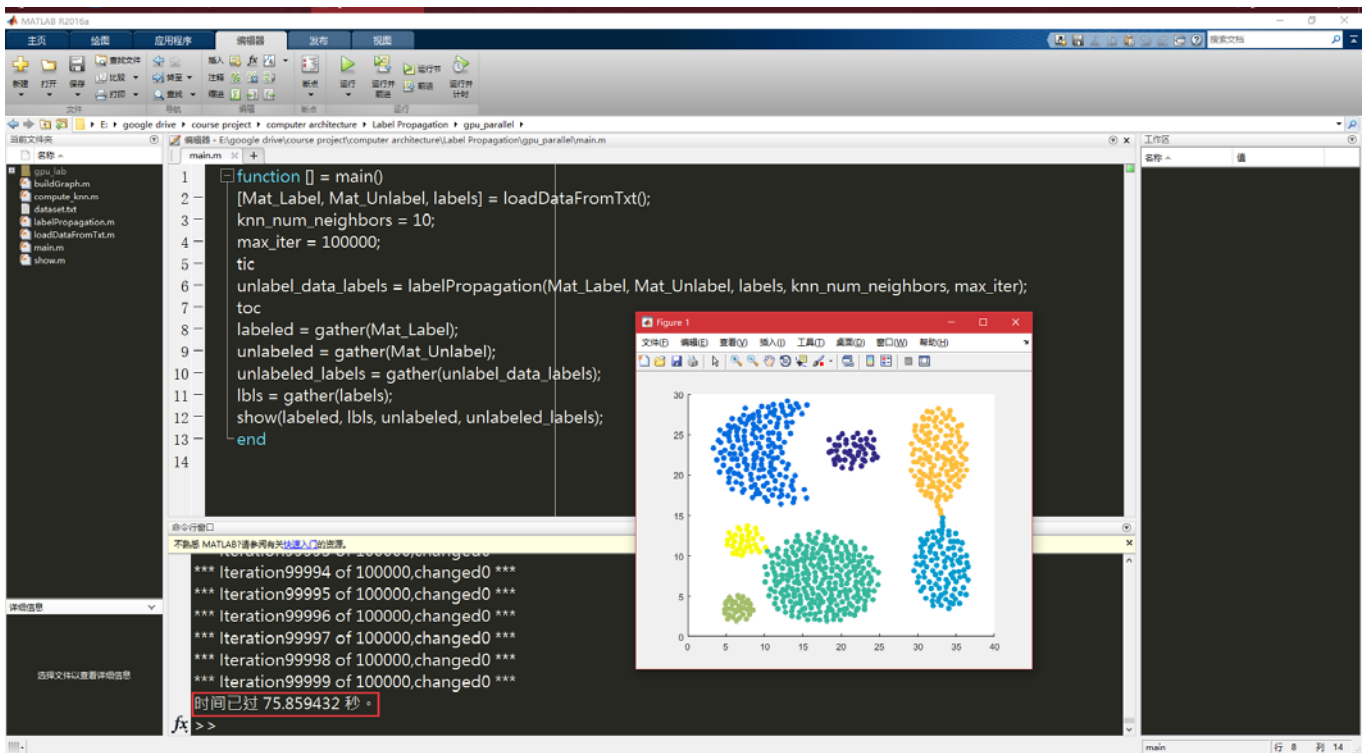 MATLAB R2016a
主页 绘图 应用程序 编辑器 发布 视图
搜索文档
新建 打开 保存 查找文件 比较 打印 转至 查找 插入 fx 注释 缩进 断点 运行 运行并前进 运行节 前进 运行并计时
文件 导航 编辑 断点 运行
E: google drive course project computer architecture Label Propagation gpu_parallel
当前文件夹
名称
gpu_lab
buildGraph.m
compute_knn.m
dataset.txt
labelPropagation.m
loadDataFromTxt.m
main.m
show.m
详细信息
选择文件以查看详细信息
编辑器 - E:\google drive\course project\computer architecture\Label Propagation\gpu_parallel\main.m
main.m
1 function [] = main()
2 [Mat_Label, Mat_Unlabel, labels] = loadDataFromTxt();
3 knn_num_neighbors = 10;
4 max_iter = 100000;
5 tic
6 unlabel_data_labels = labelPropagation(Mat_Label, Mat_Unlabel, labels, knn_num_neighbors, max_iter);
7 toc
8 labeled = gather(Mat_Label);
9 unlabeled = gather(Mat_Unlabel);
10 unlabeled_labels = gather(unlabel_data_labels);
11 lbls = gather(labels);
12 show(labeled, lbls, unlabeled, unlabeled_labels);
13 end
14
命令行窗口
不熟悉 MATLAB?请参阅有关快速入门的资源。
*** Iteration99994 of 100000,changed0 ***
*** Iteration99995 of 100000,changed0 ***
*** Iteration99996 of 100000,changed0 ***
*** Iteration99997 of 100000,changed0 ***
*** Iteration99998 of 100000,changed0 ***
*** Iteration99999 of 100000,changed0 ***
时间已过 75.859432 秒。
fx >>
Figure 1
文件(F) 编辑(E) 查看(V) 插入(I) 工具(T) 桌面(D) 窗口(W) 帮助(H)
30
25
20
15
10
5
0
0 5 10 15 20 25 30 35 40
工作区
名称 值
main 行 8 列 14